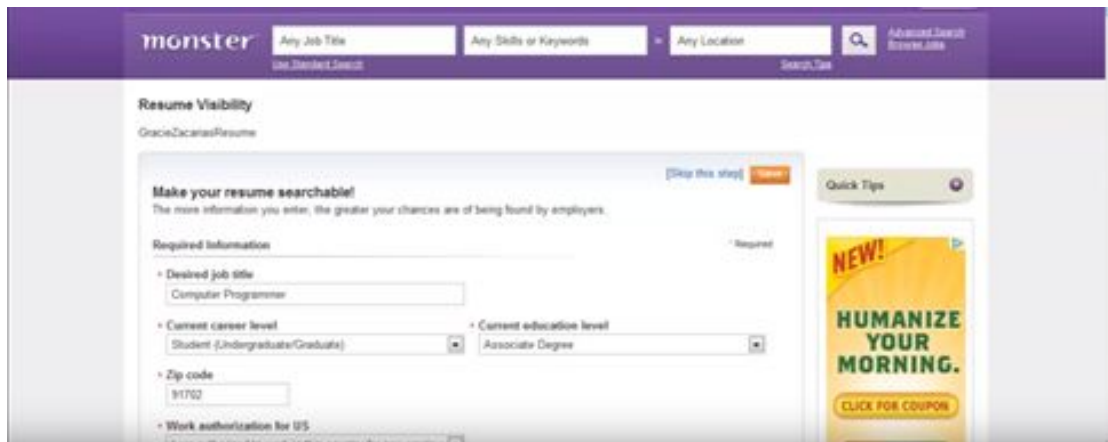 monster
Any Job Title
Any Skills or Keywords
Any Location
Advanced Search
Browse Jobs
Use Standard Search
Search Tips
Resume Visibility
GracieZacariasResume
[Skip this step] Save
Make your resume searchable!
The more information you enter, the greater your chances are of being found by employers.
Required Information
* Required
* Desired job title
Computer Programmer
* Current career level
* Current education level
Student (Undergraduate/Graduate)
Associate Degree
* Zip code
91702
* Work authorization for US
Quick Tips
NEW!
HUMANIZE
YOUR
MORNING.
CLICK FOR COUPON